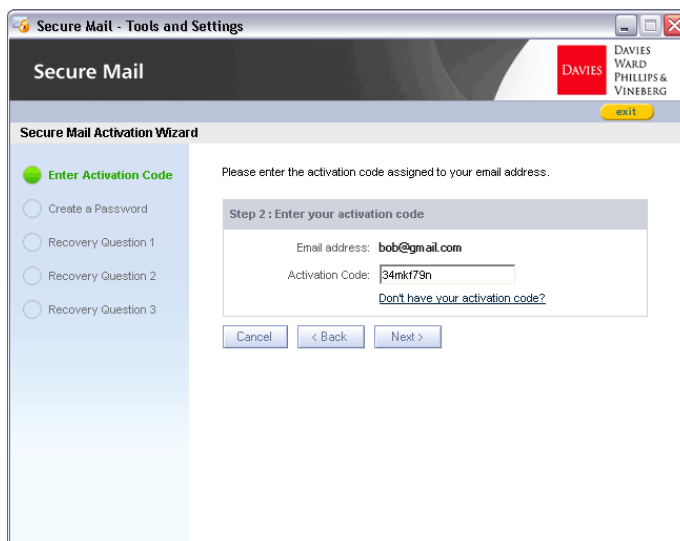 Secure Mail - Tools and Settings
Secure Mail
DAVIES
DAVIES
WARD
PHILLIPS &
VINEBERG
exit
Secure Mail Activation Wizard
Enter Activation Code
Create a Password
Recovery Question 1
Recovery Question 2
Recovery Question 3
Please enter the activation code assigned to your email address.
Step 2 : Enter your activation code
Email address: bob@gmail.com
Activation Code: 34mkf79n
Don't have your activation code?
Cancel < Back Next >